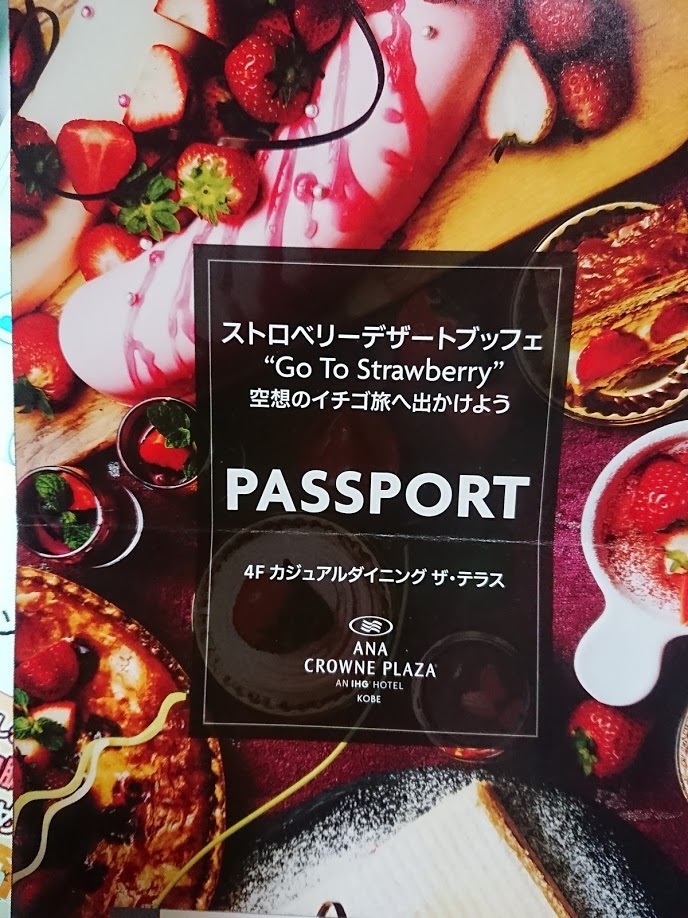 ストロベリーデザートブッフェ
“Go To Strawberry”
空想のイチゴ旅へ出かけよう
PASSPORT
4F カジュアルダイニング ザ・テラス
ANA
CROWNE PLAZA
AN IHG HOTEL
KOBE